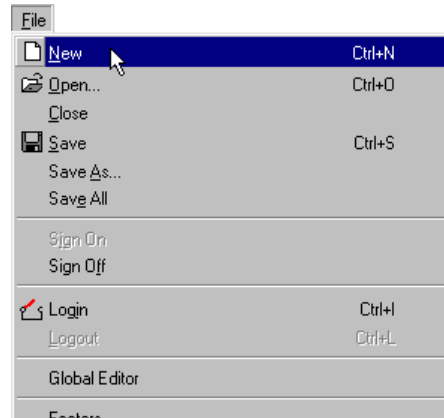 File
New Ctrl+N
Open... Ctrl+O
Close
Save Ctrl+S
Save As...
Save All
Sign On
Sign Off
Login Ctrl+I
Logout Ctrl+L
Global Editor